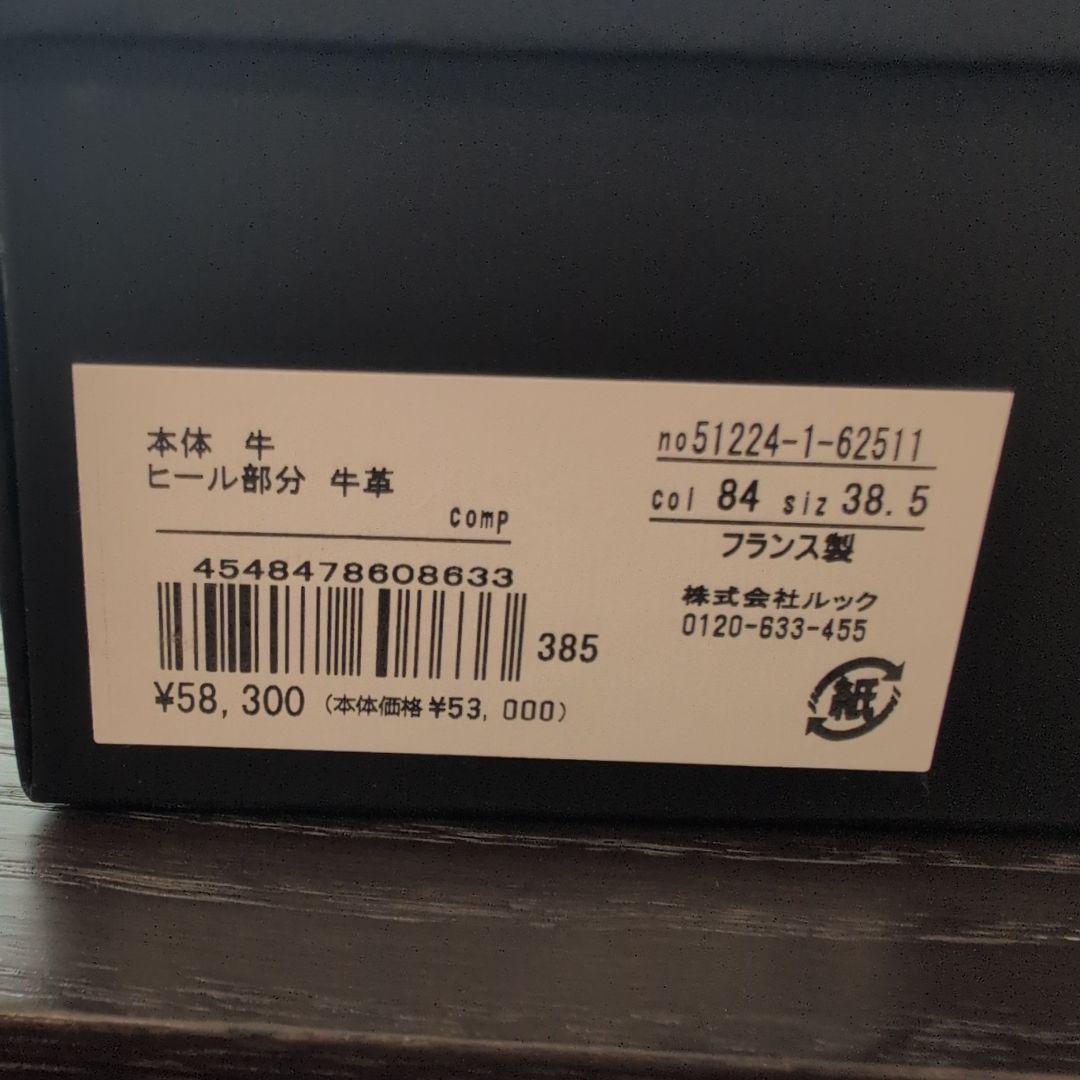 本体 牛
ヒール部分 牛革
comp
4548478608633
385
¥58,300 (本体価格¥53,000)
no51224-1-62511
col 84 siz 38.5
フランス製
株式会社ルック
0120-633-455
紙